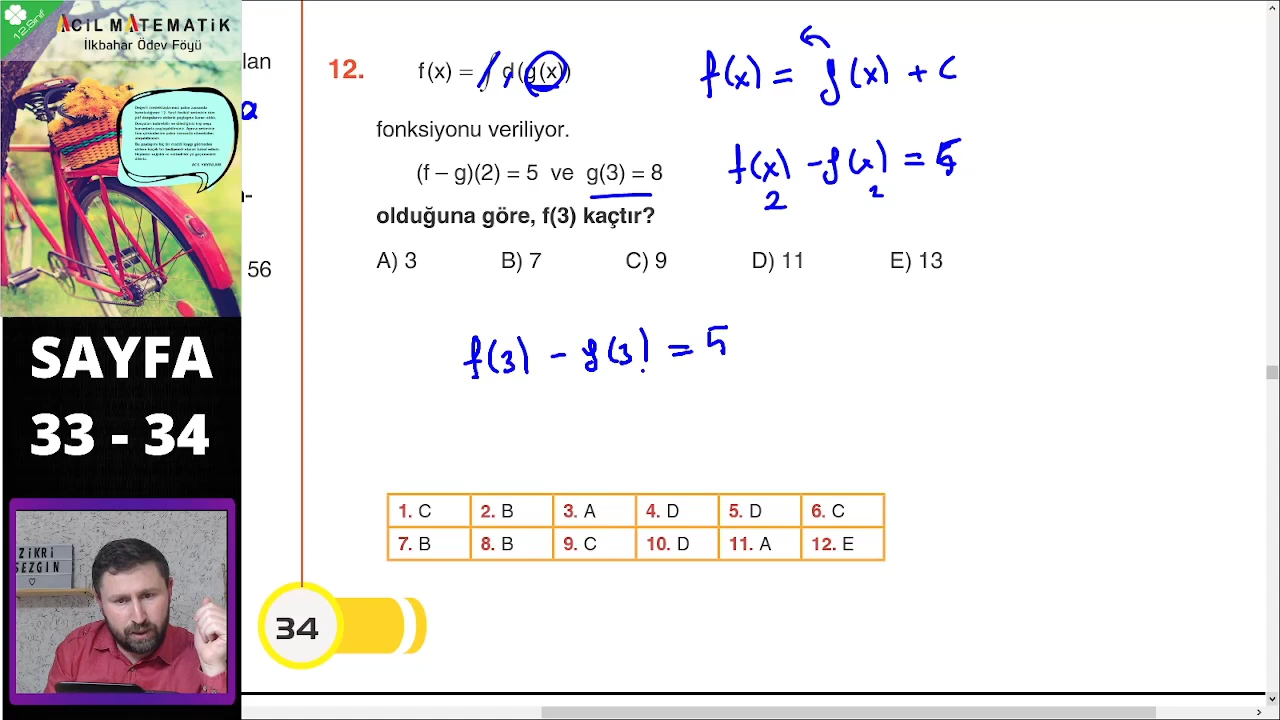 12.Sınıf
ACİL MATEMATİK
İlkbahar Ödev Föyü
lan
a
56
SAYFA
33 - 34
ZİKRİ
SEZGİN
♡
12. f(x) = ∫ d(g(x))
fonksiyonu veriliyor.
(f – g)(2) = 5 ve g(3) = 8
olduğuna göre, f(3) kaçtır?
A) 3 B) 7 C) 9 D) 11 E) 13
f(x) = g(x) + c
f(x) - g(x) = 5
2 2
f(3) - g(3) = 5
1. C 2. B 3. A 4. D 5. D 6. C
7. B 8. B 9. C 10. D 11. A 12. E
34